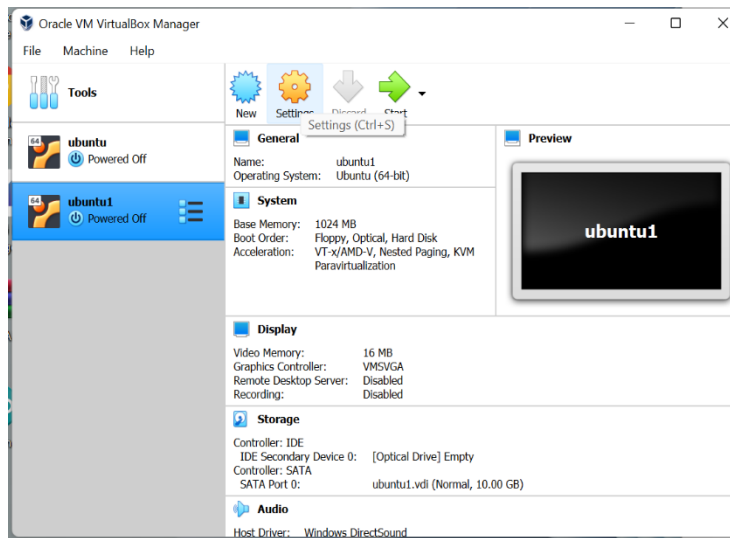 Oracle VM VirtualBox Manager
File Machine Help
Tools
New Settings Discard Start
Settings (Ctrl+S)
64
ubuntu
Powered Off
64
ubuntu1
Powered Off
General
Name: ubuntu1
Operating System: Ubuntu (64-bit)
Preview
ubuntu1
System
Base Memory: 1024 MB
Boot Order: Floppy, Optical, Hard Disk
Acceleration: VT-x/AMD-V, Nested Paging, KVM
Paravirtualization
Display
Video Memory: 16 MB
Graphics Controller: VMSVGA
Remote Desktop Server: Disabled
Recording: Disabled
Storage
Controller: IDE
IDE Secondary Device 0: [Optical Drive] Empty
Controller: SATA
SATA Port 0: ubuntu1.vdi (Normal, 10.00 GB)
Audio
Host Driver: Windows DirectSound